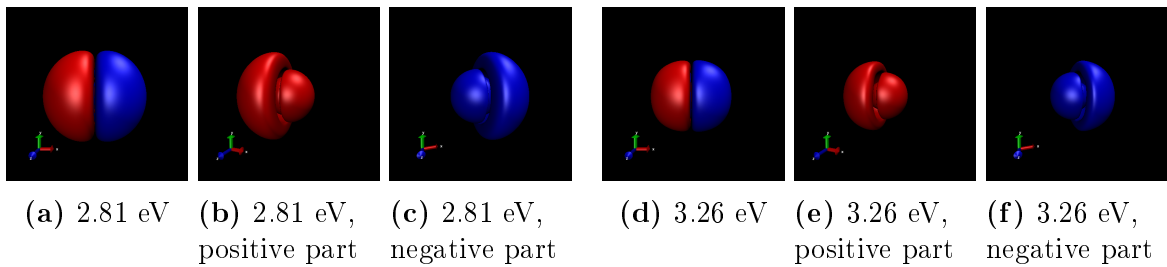 (a) 2.81 eV
(b) 2.81 eV,
positive part
(c) 2.81 eV,
negative part
(d) 3.26 eV
(e) 3.26 eV,
positive part
(f) 3.26 eV,
negative part